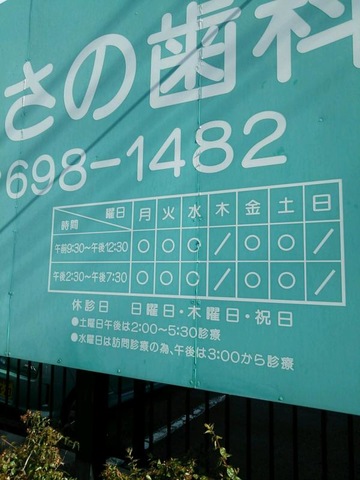 さの歯科
698-1482
時間 曜日 月 火 水 木 金 土 日
午前9:30~午後12:30 ○ ○ ○ / ○ ○ /
午後2:30~午後7:30 ○ ○ ○ / ○ ○ /
休診日 日曜日・木曜日・祝日
●土曜日午後は2:00~5:30診療
●水曜日は訪問診療の為、午後は3:00から診療